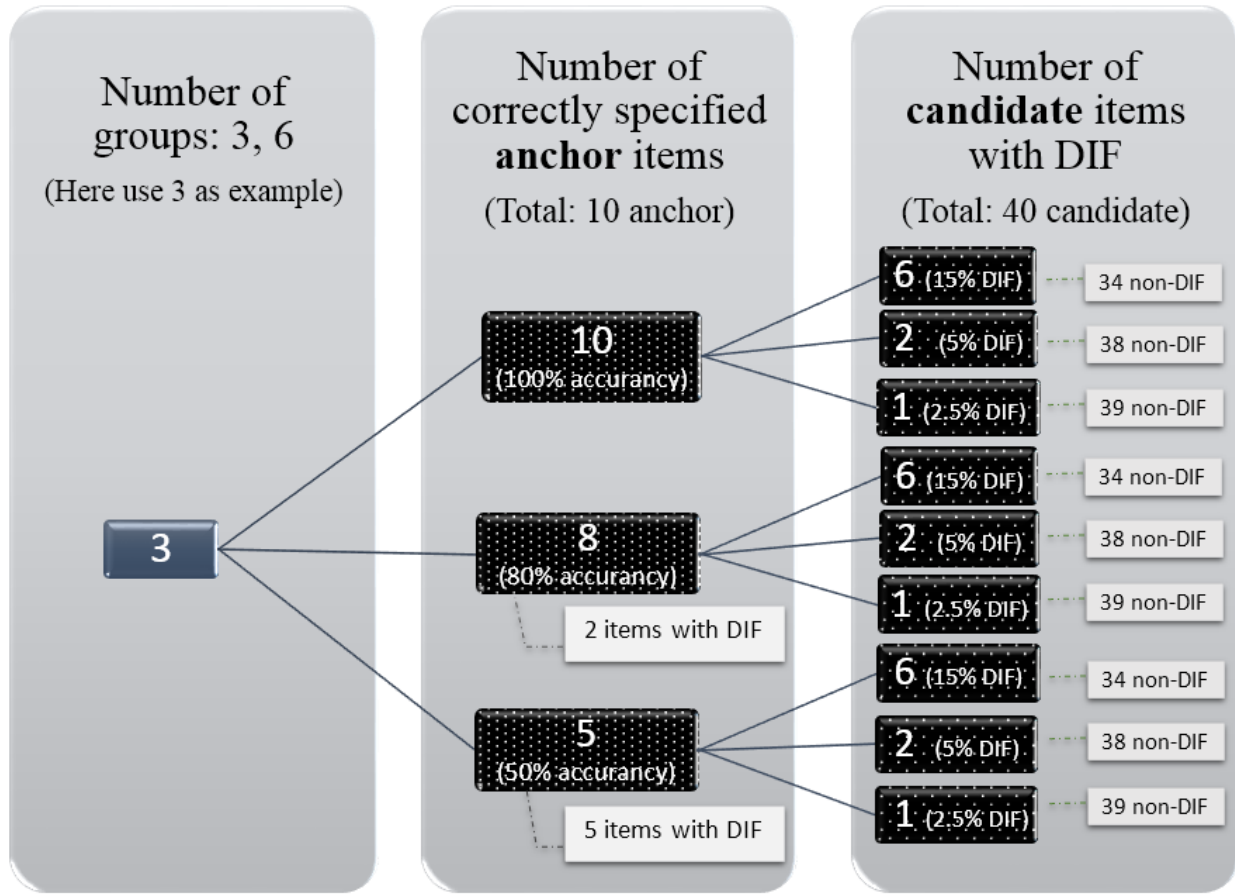 Number of
groups: 3, 6
(Here use 3 as example)
3
Number of
correctly specified
anchor items
(Total: 10 anchor)
10
(100% accurancy)
8
(80% accurancy)
2 items with DIF
5
(50% accurancy)
5 items with DIF
Number of
candidate items
with DIF
(Total: 40 candidate)
6 (15% DIF)
34 non-DIF
2 (5% DIF)
38 non-DIF
1 (2.5% DIF)
39 non-DIF
6 (15% DIF)
34 non-DIF
2 (5% DIF)
38 non-DIF
1 (2.5% DIF)
39 non-DIF
6 (15% DIF)
34 non-DIF
2 (5% DIF)
38 non-DIF
1 (2.5% DIF)
39 non-DIF